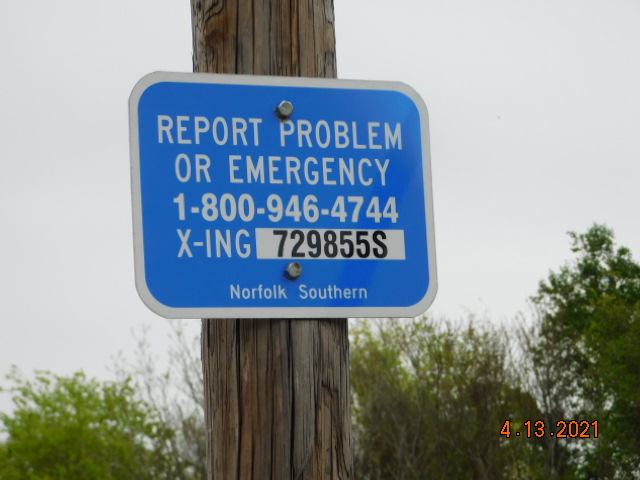 REPORT PROBLEM
OR EMERGENCY
1-800-946-4744
X-ING 729855S
Norfolk Southern
4.13.2021